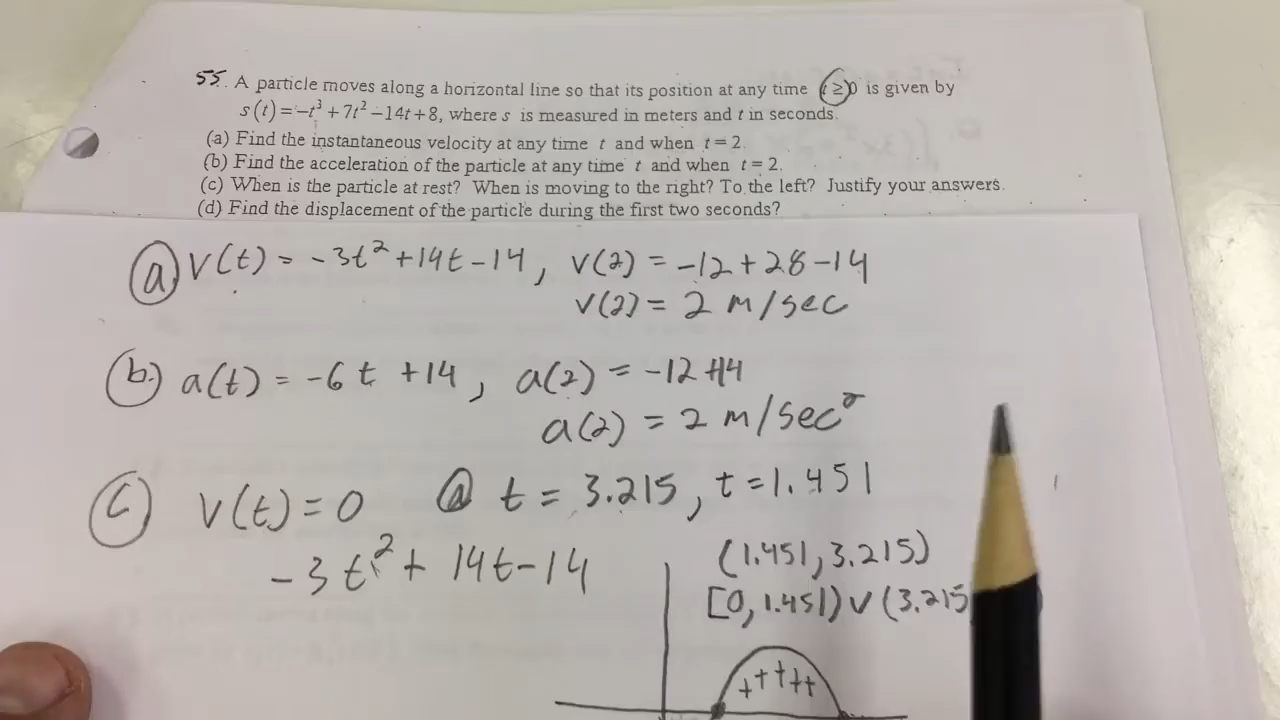 55. A particle moves along a horizontal line so that its position at any time t ≥ 0 is given by
s(t) = -t³ + 7t² - 14t + 8, where s is measured in meters and t in seconds.
(a) Find the instantaneous velocity at any time t and when t = 2.
(b) Find the acceleration of the particle at any time t and when t = 2.
(c) When is the particle at rest? When is moving to the right? To the left? Justify your answers.
(d) Find the displacement of the particle during the first two seconds?
a) v(t) = -3t² + 14t - 14, v(2) = -12 + 28 - 14
v(2) = 2 m/sec
b.) a(t) = -6t + 14, a(2) = -12 + 14
a(2) = 2 m/sec²
c) v(t) = 0 @ t = 3.215, t = 1.451
-3t² + 14t - 14
(1.451, 3.215)
[0, 1.451) ∪ (3.215
+ + + + +